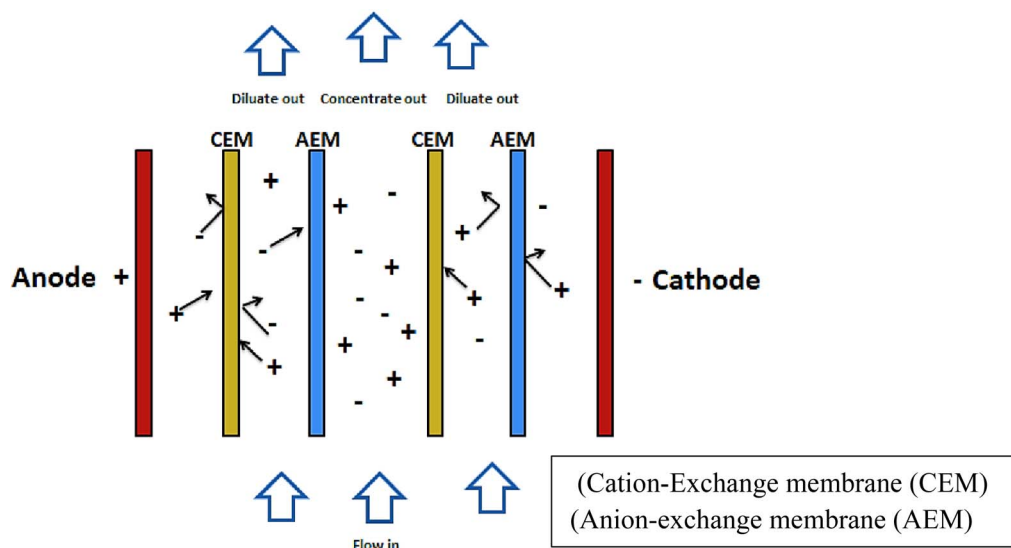 Diluate out Concentrate out Diluate out
CEM AEM CEM AEM
Anode + - Cathode
Flow in
(Cation-Exchange membrane (CEM)
(Anion-exchange membrane (AEM)